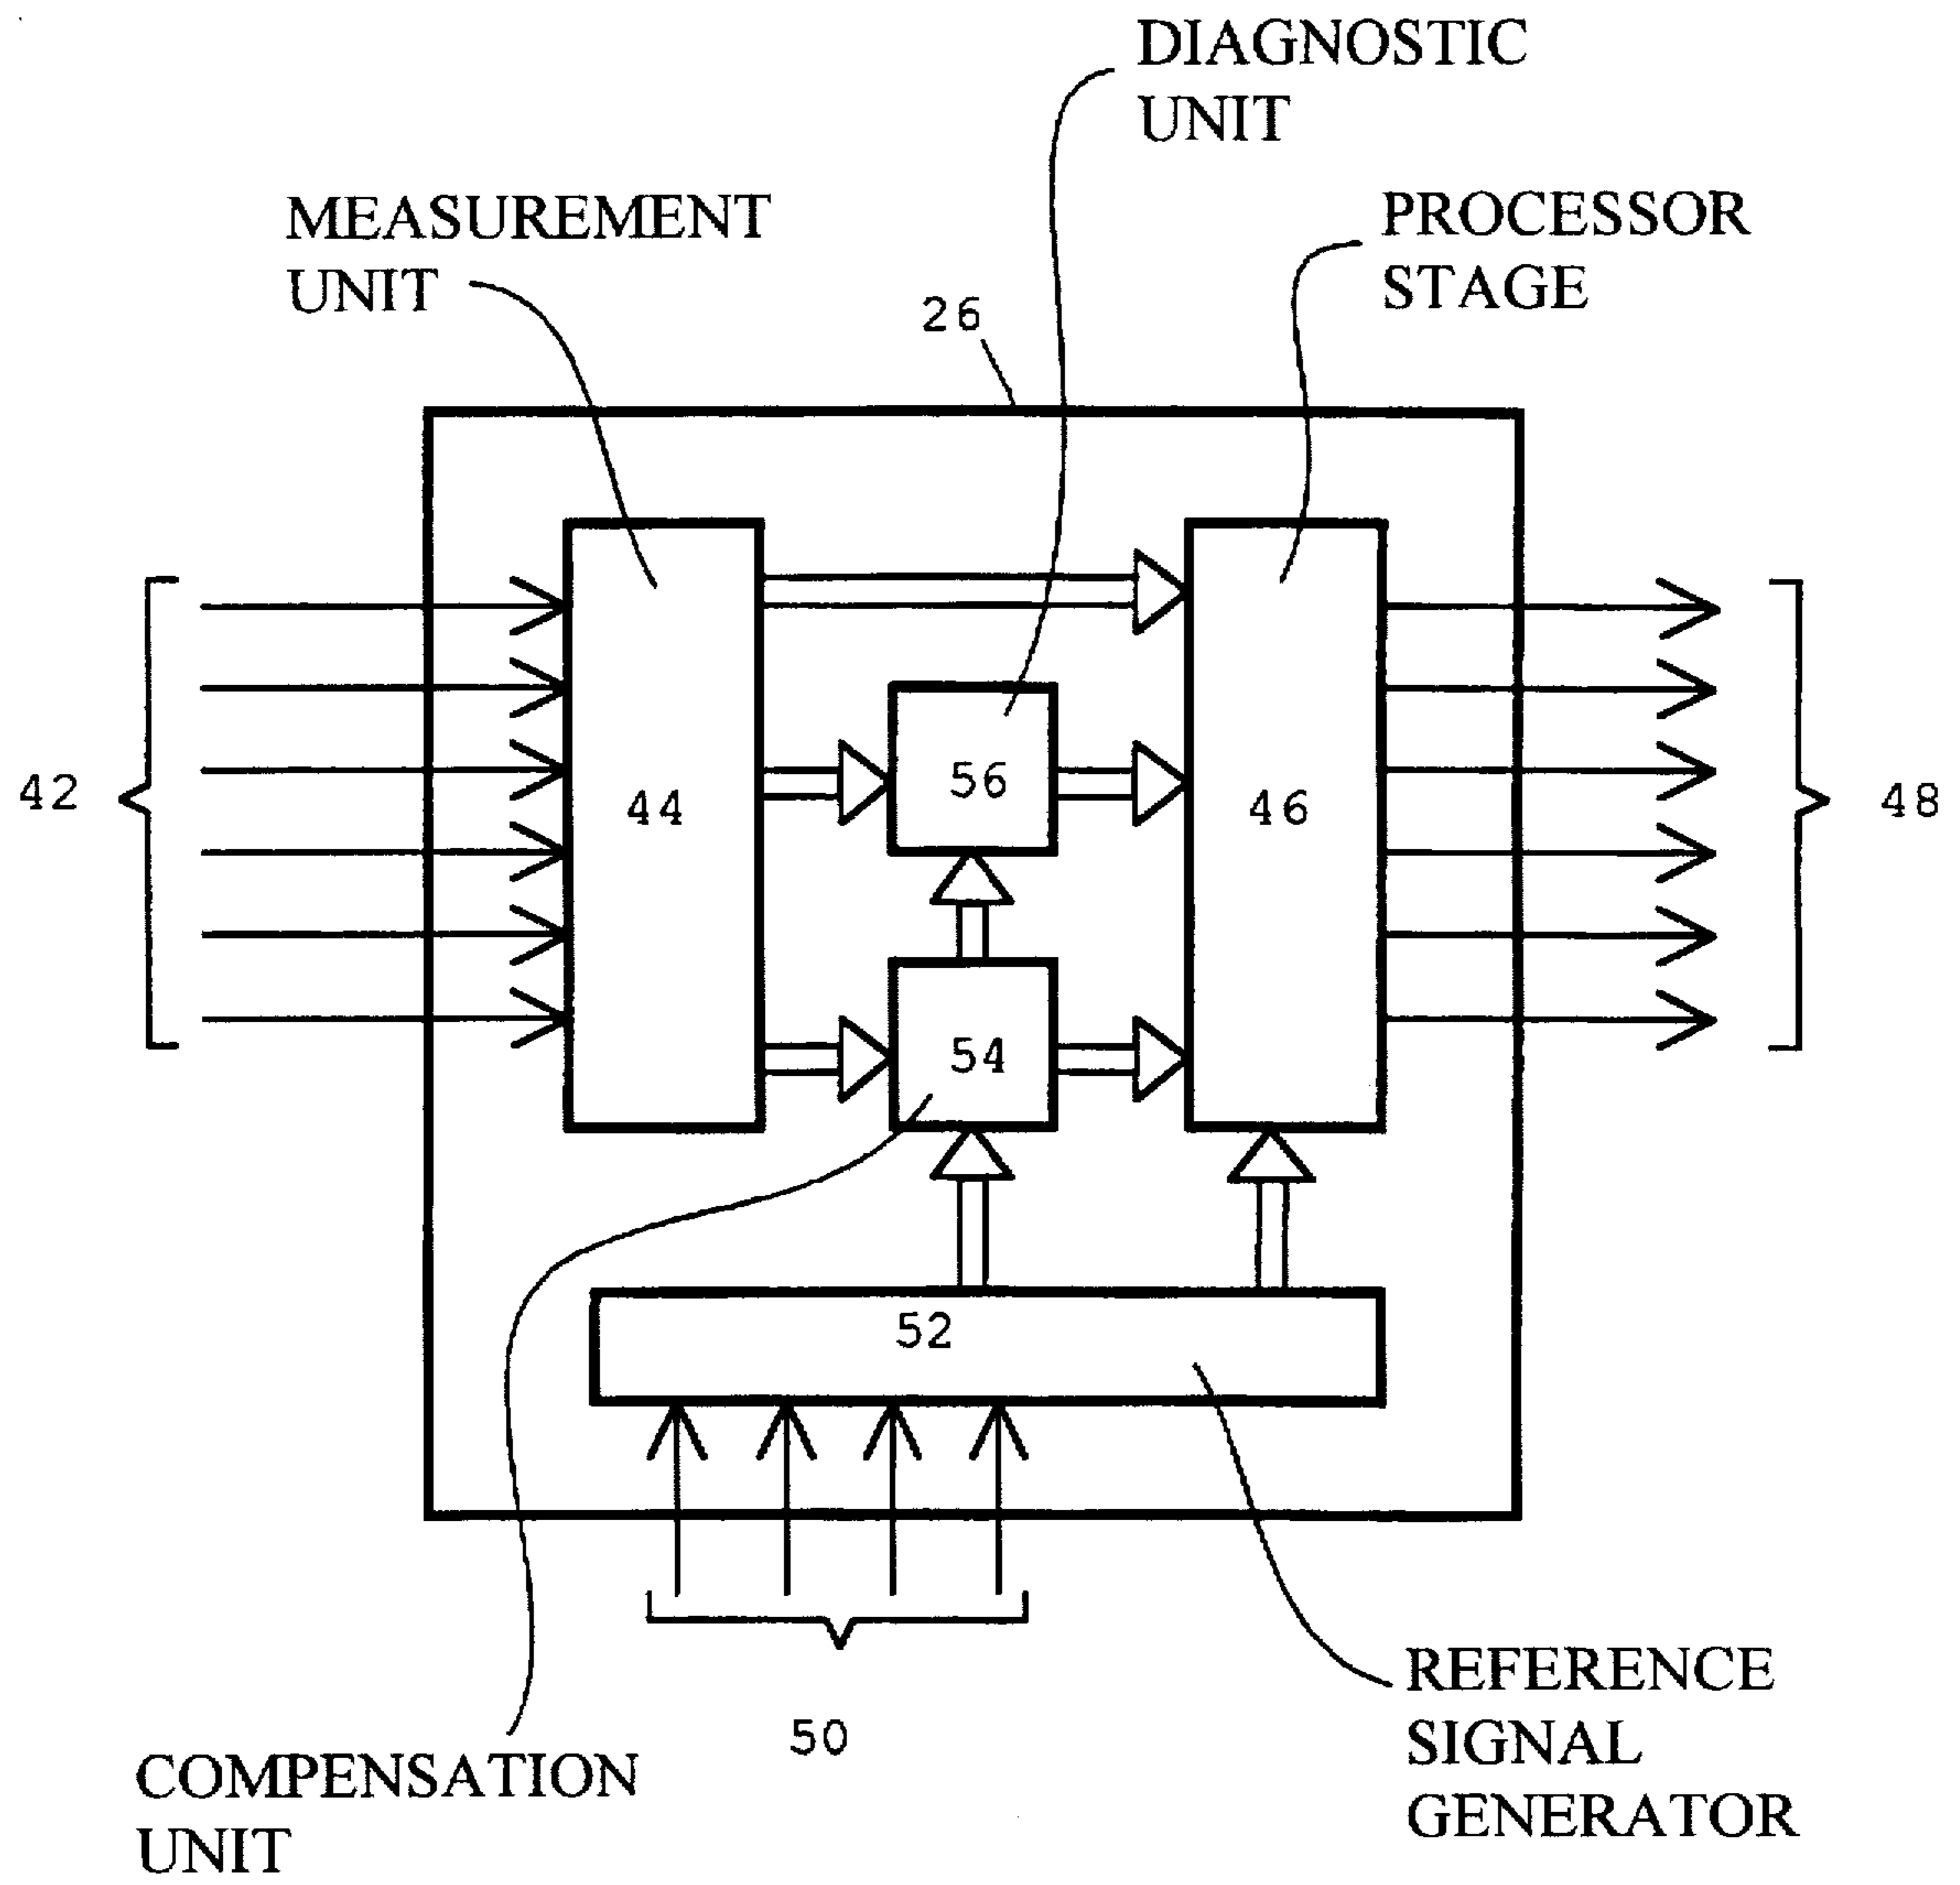 DIAGNOSTIC
UNIT
MEASUREMENT
UNIT
PROCESSOR
STAGE
26
42
44
56
46
48
54
52
50
COMPENSATION
UNIT
REFERENCE
SIGNAL
GENERATOR